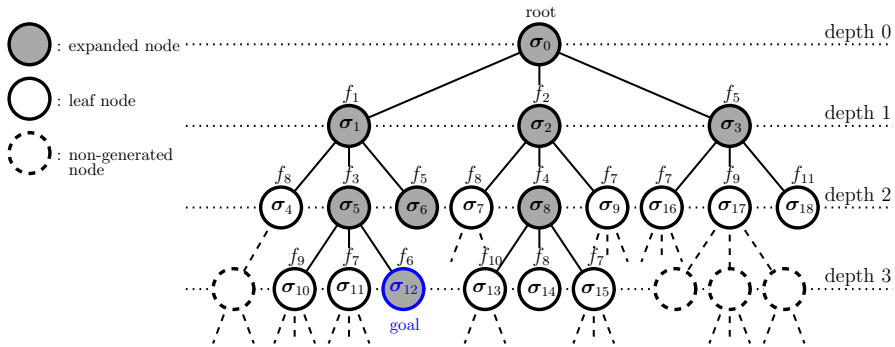 root
depth 0
: expanded node
σ₀
f₁
f₂
f₅
: leaf node
depth 1
σ₁
σ₂
σ₃
: non-generated
node
f₈
f₃
f₅
f₈
f₄
f₇
f₇
f₉
f₁₁
depth 2
σ₄
σ₅
σ₆
σ₇
σ₈
σ₉
σ₁₆
σ₁₇
σ₁₈
f₉
f₇
f₆
f₁₀
f₈
f₇
depth 3
σ₁₀
σ₁₁
σ₁₂
σ₁₃
σ₁₄
σ₁₅
goal